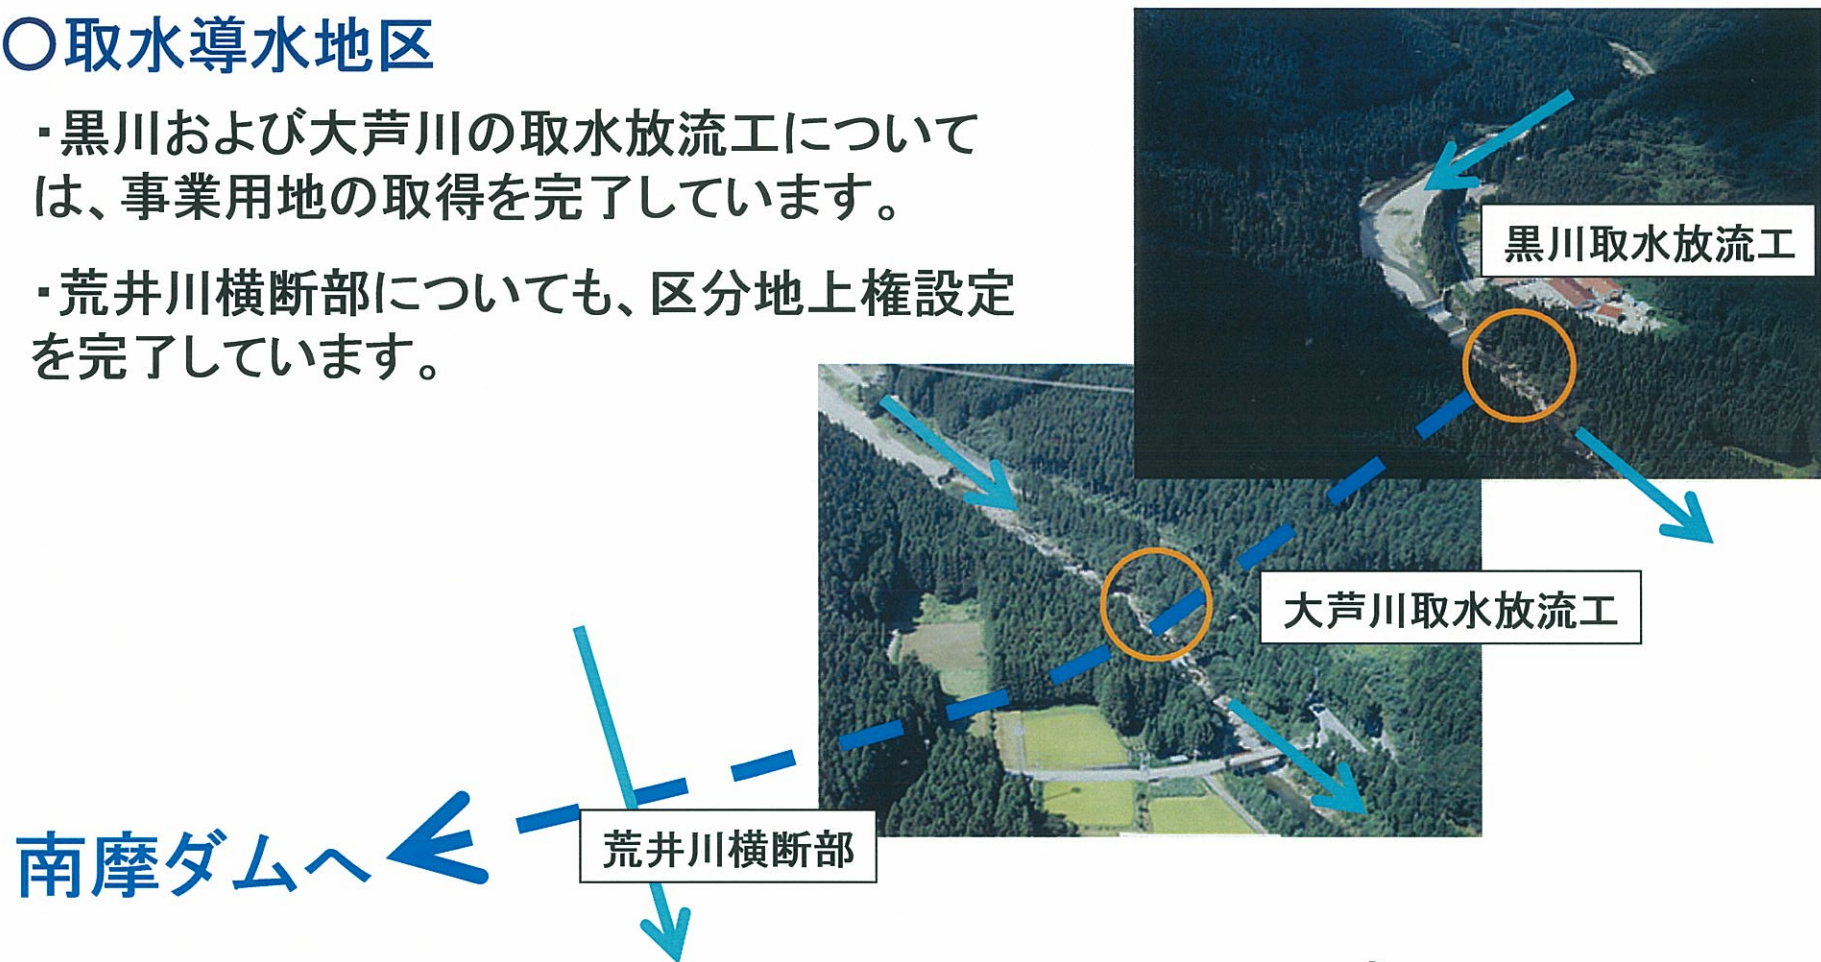 〇取水導水地区
・黒川および大芦川の取水放流工について
は、事業用地の取得を完了しています。
・荒井川横断部についても、区分地上権設定
を完了しています。
黒川取水放流工
大芦川取水放流工
荒井川横断部
南摩ダムへ